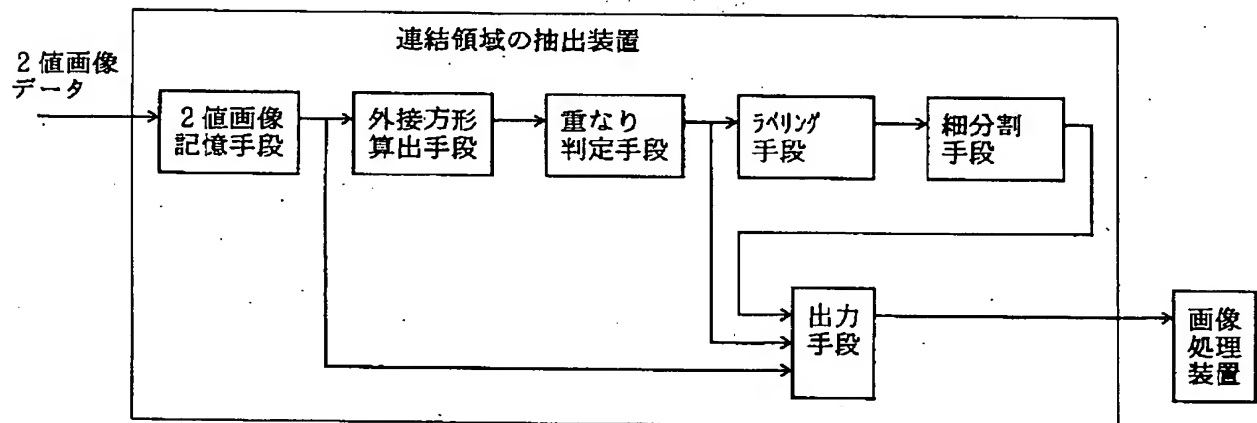 連結領域の抽出装置
２値画像
データ
２値画像
記憶手段
外接方形
算出手段
重なり
判定手段
ラベリング
手段
細分割
手段
出力
手段
画像
処理
装置